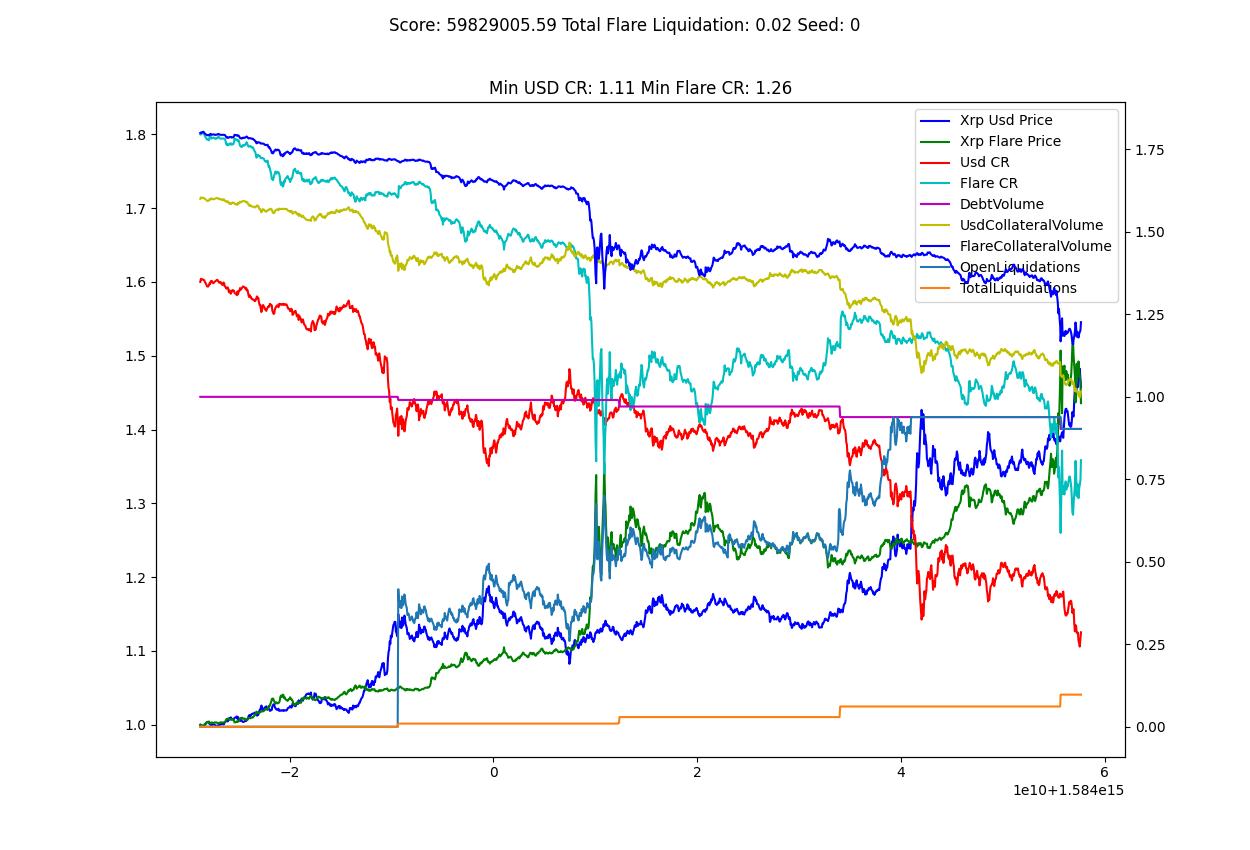 Score: 59829005.59 Total Flare Liquidation: 0.02 Seed: 0
Min USD CR: 1.11 Min Flare CR: 1.26
Xrp Usd Price
Xrp Flare Price
Usd CR
Flare CR
DebtVolume
UsdCollateralVolume
FlareCollateralVolume
OpenLiquidations
TotalLiquidations
1.8
1.7
1.6
1.5
1.4
1.3
1.2
1.1
1.0
1.75
1.50
1.25
1.00
0.75
0.50
0.25
0.00
−2 0 2 4 6
1e10+1.584e15